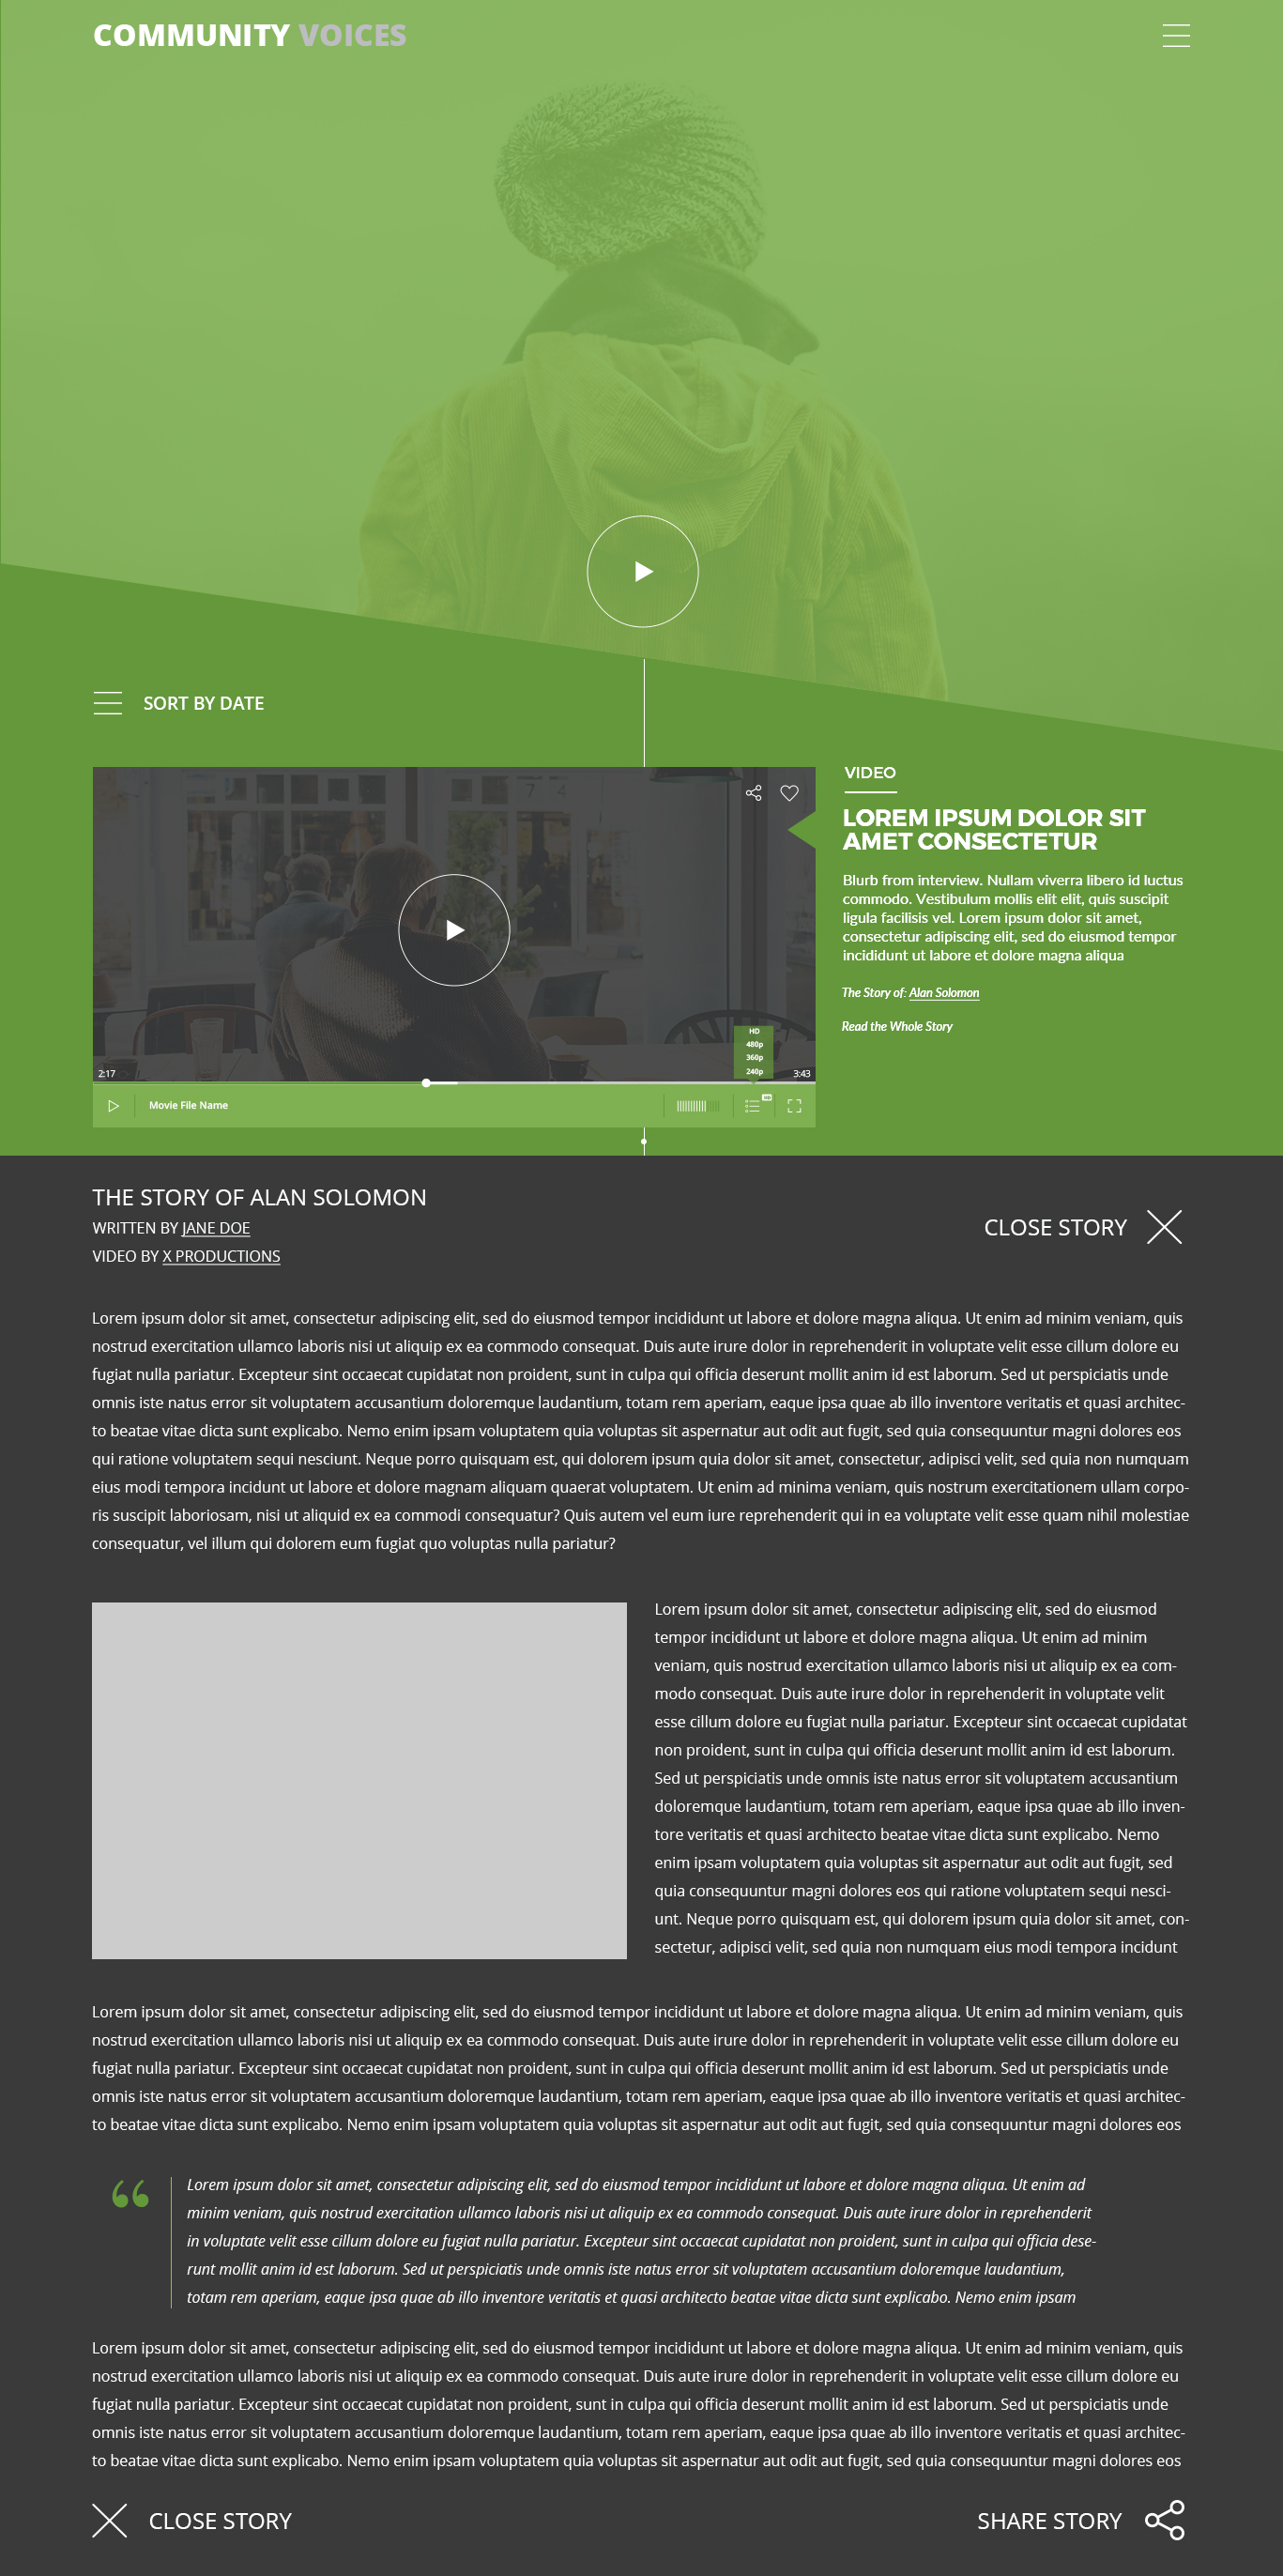 COMMUNITY VOICES
SORT BY DATE
7 4
VIDEO
LOREM IPSUM DOLOR SIT
AMET CONSECTETUR
Blurb from interview. Nullam viverra libero id luctus
commodo. Vestibulum mollis elit elit, quis suscipit
ligula facilisis vel. Lorem ipsum dolor sit amet,
consectetur adipiscing elit, sed do eiusmod tempor
incididunt ut labore et dolore magna aliqua
The Story of: Alan Solomon
Read the Whole Story
HD
480p
360p
240p
2:17
3:43
Movie File Name
HD
THE STORY OF ALAN SOLOMON
WRITTEN BY JANE DOE
VIDEO BY X PRODUCTIONS
CLOSE STORY
Lorem ipsum dolor sit amet, consectetur adipiscing elit, sed do eiusmod tempor incididunt ut labore et dolore magna aliqua. Ut enim ad minim veniam, quis
nostrud exercitation ullamco laboris nisi ut aliquip ex ea commodo consequat. Duis aute irure dolor in reprehenderit in voluptate velit esse cillum dolore eu
fugiat nulla pariatur. Excepteur sint occaecat cupidatat non proident, sunt in culpa qui officia deserunt mollit anim id est laborum. Sed ut perspiciatis unde
omnis iste natus error sit voluptatem accusantium doloremque laudantium, totam rem aperiam, eaque ipsa quae ab illo inventore veritatis et quasi architec-
to beatae vitae dicta sunt explicabo. Nemo enim ipsam voluptatem quia voluptas sit aspernatur aut odit aut fugit, sed quia consequuntur magni dolores eos
qui ratione voluptatem sequi nesciunt. Neque porro quisquam est, qui dolorem ipsum quia dolor sit amet, consectetur, adipisci velit, sed quia non numquam
eius modi tempora incidunt ut labore et dolore magnam aliquam quaerat voluptatem. Ut enim ad minima veniam, quis nostrum exercitationem ullam corpo-
ris suscipit laboriosam, nisi ut aliquid ex ea commodi consequatur? Quis autem vel eum iure reprehenderit qui in ea voluptate velit esse quam nihil molestiae
consequatur, vel illum qui dolorem eum fugiat quo voluptas nulla pariatur?
Lorem ipsum dolor sit amet, consectetur adipiscing elit, sed do eiusmod
tempor incididunt ut labore et dolore magna aliqua. Ut enim ad minim
veniam, quis nostrud exercitation ullamco laboris nisi ut aliquip ex ea com-
modo consequat. Duis aute irure dolor in reprehenderit in voluptate velit
esse cillum dolore eu fugiat nulla pariatur. Excepteur sint occaecat cupidatat
non proident, sunt in culpa qui officia deserunt mollit anim id est laborum.
Sed ut perspiciatis unde omnis iste natus error sit voluptatem accusantium
doloremque laudantium, totam rem aperiam, eaque ipsa quae ab illo inven-
tore veritatis et quasi architecto beatae vitae dicta sunt explicabo. Nemo
enim ipsam voluptatem quia voluptas sit aspernatur aut odit aut fugit, sed
quia consequuntur magni dolores eos qui ratione voluptatem sequi nesci-
unt. Neque porro quisquam est, qui dolorem ipsum quia dolor sit amet, con-
sectetur, adipisci velit, sed quia non numquam eius modi tempora incidunt
Lorem ipsum dolor sit amet, consectetur adipiscing elit, sed do eiusmod tempor incididunt ut labore et dolore magna aliqua. Ut enim ad minim veniam, quis
nostrud exercitation ullamco laboris nisi ut aliquip ex ea commodo consequat. Duis aute irure dolor in reprehenderit in voluptate velit esse cillum dolore eu
fugiat nulla pariatur. Excepteur sint occaecat cupidatat non proident, sunt in culpa qui officia deserunt mollit anim id est laborum. Sed ut perspiciatis unde
omnis iste natus error sit voluptatem accusantium doloremque laudantium, totam rem aperiam, eaque ipsa quae ab illo inventore veritatis et quasi architec-
to beatae vitae dicta sunt explicabo. Nemo enim ipsam voluptatem quia voluptas sit aspernatur aut odit aut fugit, sed quia consequuntur magni dolores eos
“ Lorem ipsum dolor sit amet, consectetur adipiscing elit, sed do eiusmod tempor incididunt ut labore et dolore magna aliqua. Ut enim ad
minim veniam, quis nostrud exercitation ullamco laboris nisi ut aliquip ex ea commodo consequat. Duis aute irure dolor in reprehenderit
in voluptate velit esse cillum dolore eu fugiat nulla pariatur. Excepteur sint occaecat cupidatat non proident, sunt in culpa qui officia dese-
runt mollit anim id est laborum. Sed ut perspiciatis unde omnis iste natus error sit voluptatem accusantium doloremque laudantium,
totam rem aperiam, eaque ipsa quae ab illo inventore veritatis et quasi architecto beatae vitae dicta sunt explicabo. Nemo enim ipsam
Lorem ipsum dolor sit amet, consectetur adipiscing elit, sed do eiusmod tempor incididunt ut labore et dolore magna aliqua. Ut enim ad minim veniam, quis
nostrud exercitation ullamco laboris nisi ut aliquip ex ea commodo consequat. Duis aute irure dolor in reprehenderit in voluptate velit esse cillum dolore eu
fugiat nulla pariatur. Excepteur sint occaecat cupidatat non proident, sunt in culpa qui officia deserunt mollit anim id est laborum. Sed ut perspiciatis unde
omnis iste natus error sit voluptatem accusantium doloremque laudantium, totam rem aperiam, eaque ipsa quae ab illo inventore veritatis et quasi architec-
to beatae vitae dicta sunt explicabo. Nemo enim ipsam voluptatem quia voluptas sit aspernatur aut odit aut fugit, sed quia consequuntur magni dolores eos
CLOSE STORY
SHARE STORY